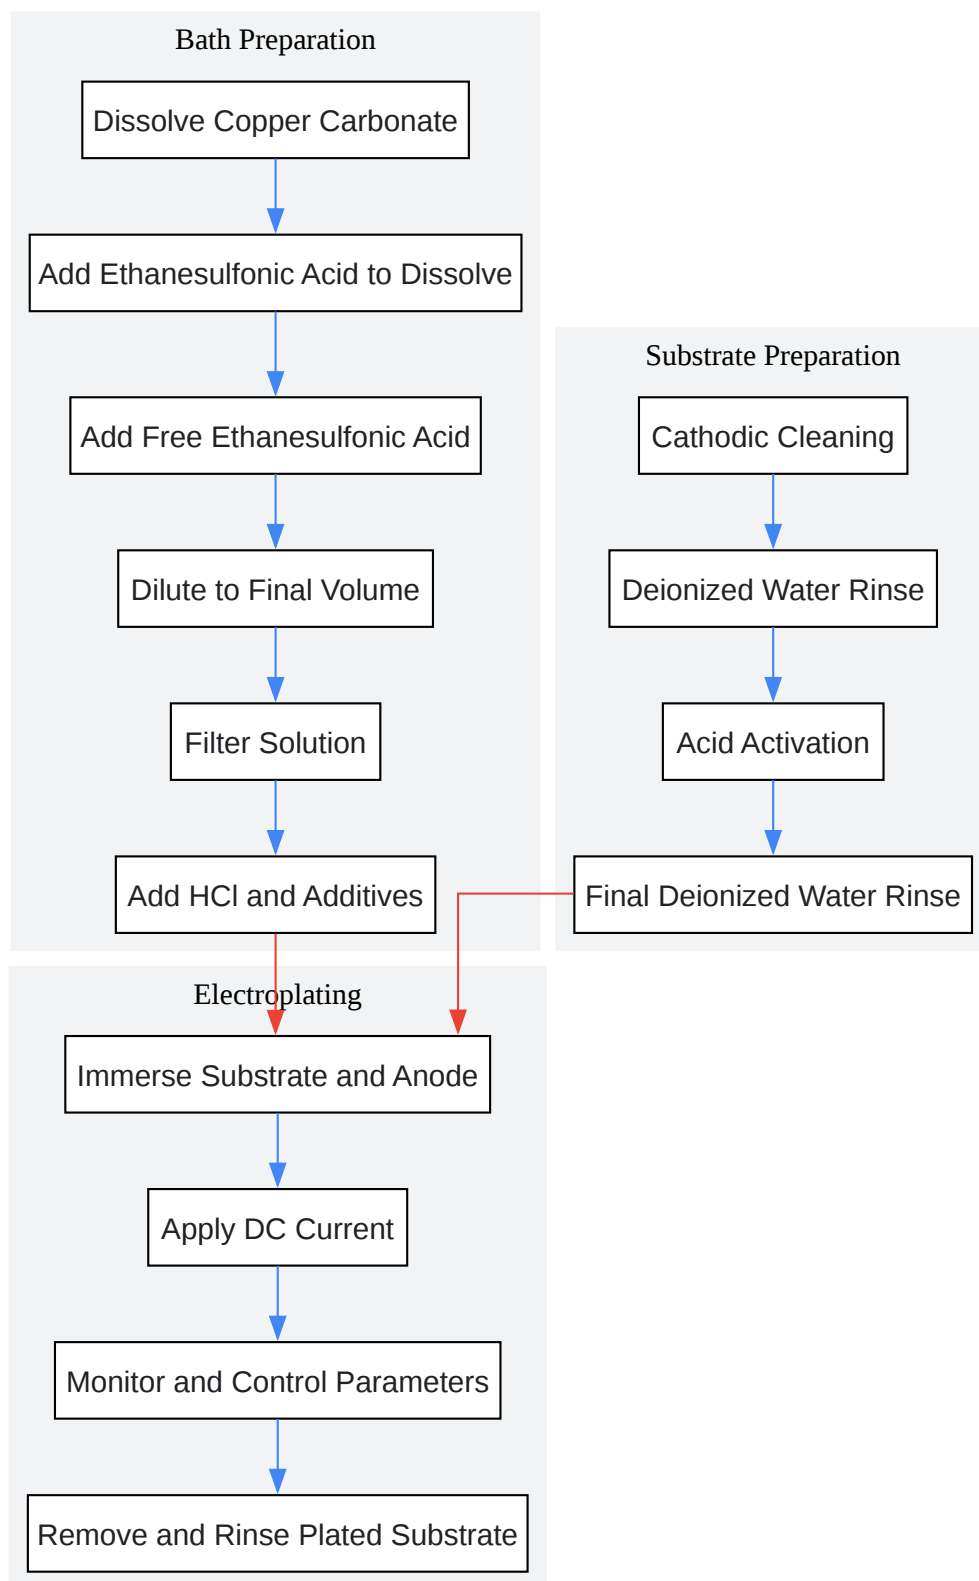 Bath Preparation
Dissolve Copper Carbonate
Add Ethanesulfonic Acid to Dissolve
Add Free Ethanesulfonic Acid
Dilute to Final Volume
Filter Solution
Add HCl and Additives
Substrate Preparation
Cathodic Cleaning
Deionized Water Rinse
Acid Activation
Final Deionized Water Rinse
Electroplating
Immerse Substrate and Anode
Apply DC Current
Monitor and Control Parameters
Remove and Rinse Plated Substrate